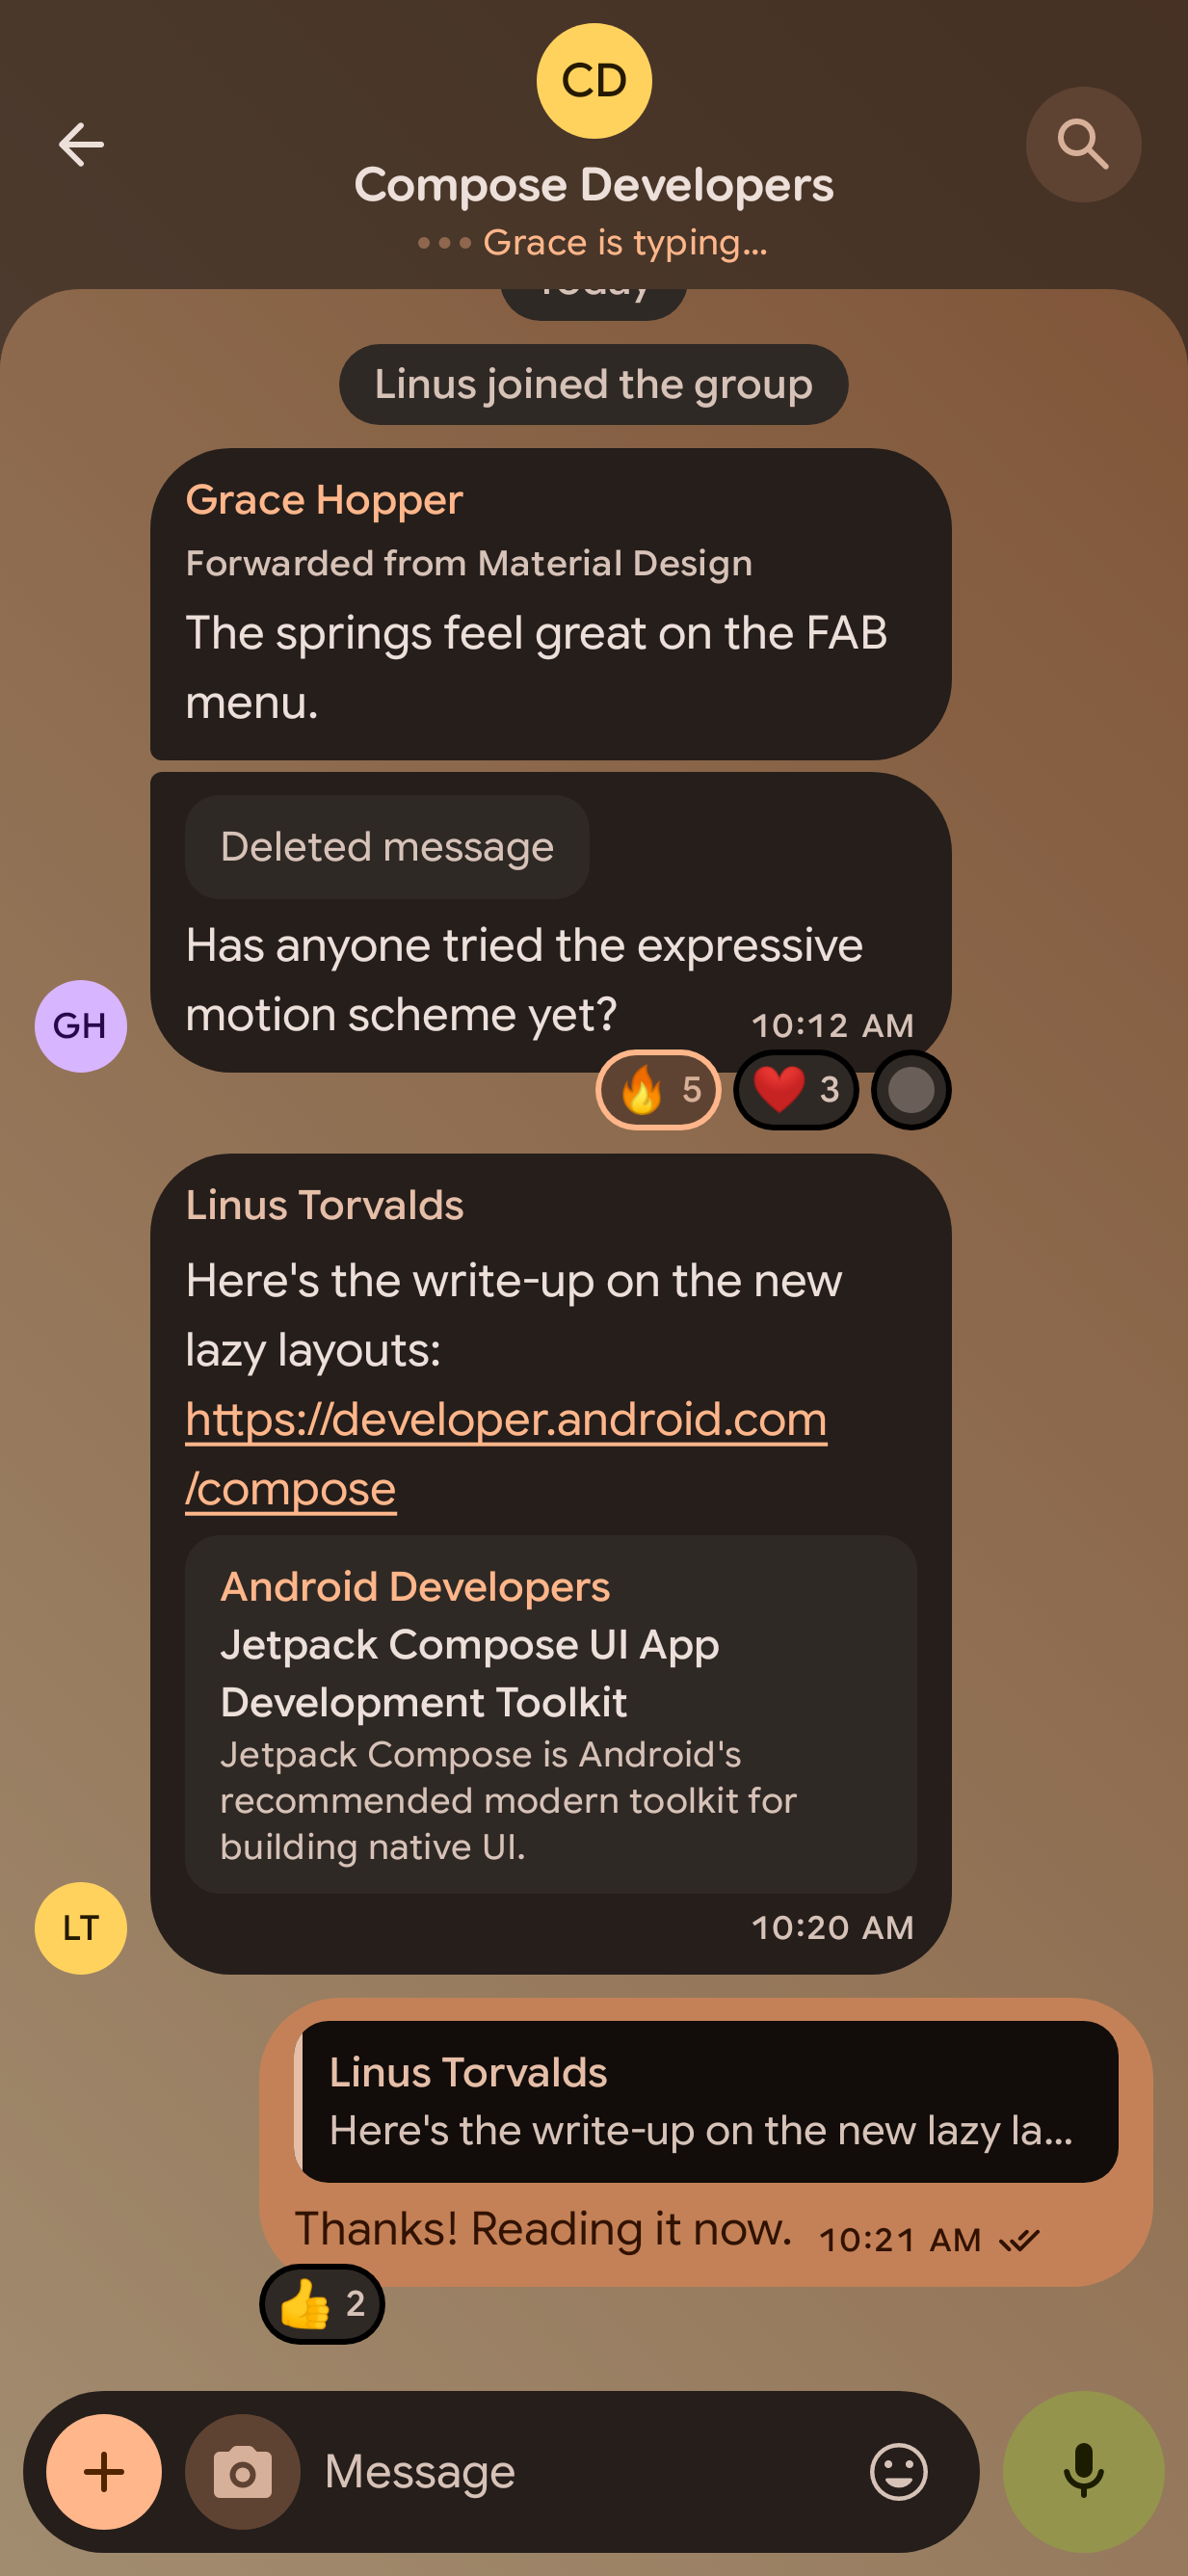 CD
Compose Developers
Grace is typing...
Today
Linus joined the group
Grace Hopper
Forwarded from Material Design
The springs feel great on the FAB
menu.
Deleted message
Has anyone tried the expressive
motion scheme yet?
10:12 AM
GH
5
3
Linus Torvalds
Here's the write-up on the new
lazy layouts:
https://developer.android.com
/compose
Android Developers
Jetpack Compose UI App
Development Toolkit
Jetpack Compose is Android's
recommended modern toolkit for
building native UI.
10:20 AM
LT
Linus Torvalds
Here's the write-up on the new lazy la...
Thanks! Reading it now.
10:21 AM
2
Message